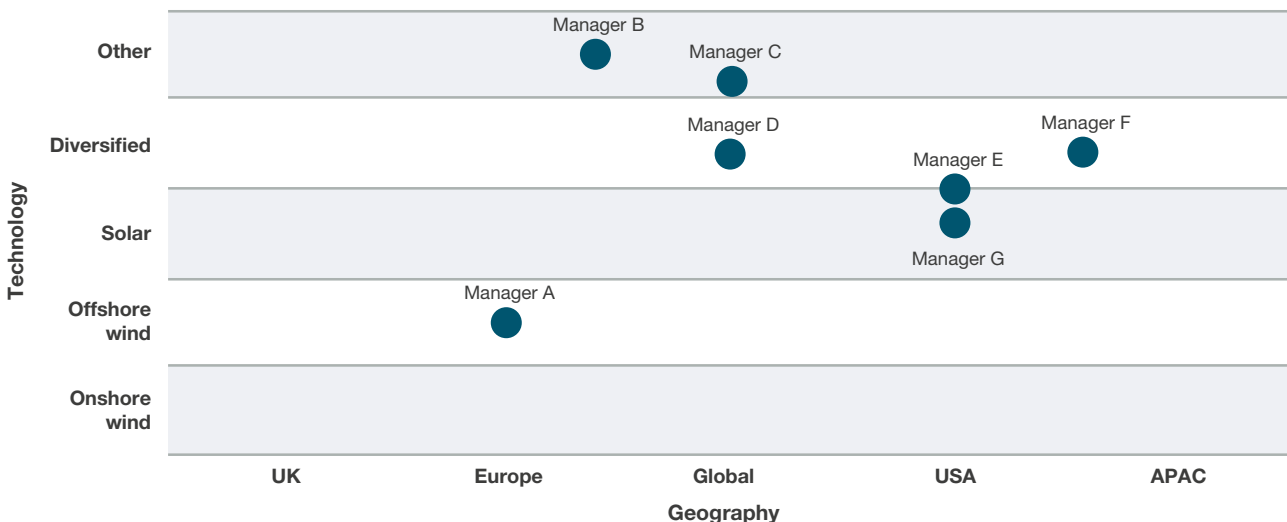 Manager B
Other
Manager C
Manager D
Manager F
Diversified
Manager E
Technology
Solar
Manager G
Manager A
Offshore
wind
Onshore
wind
UK
Europe
Global
USA
APAC
Geography